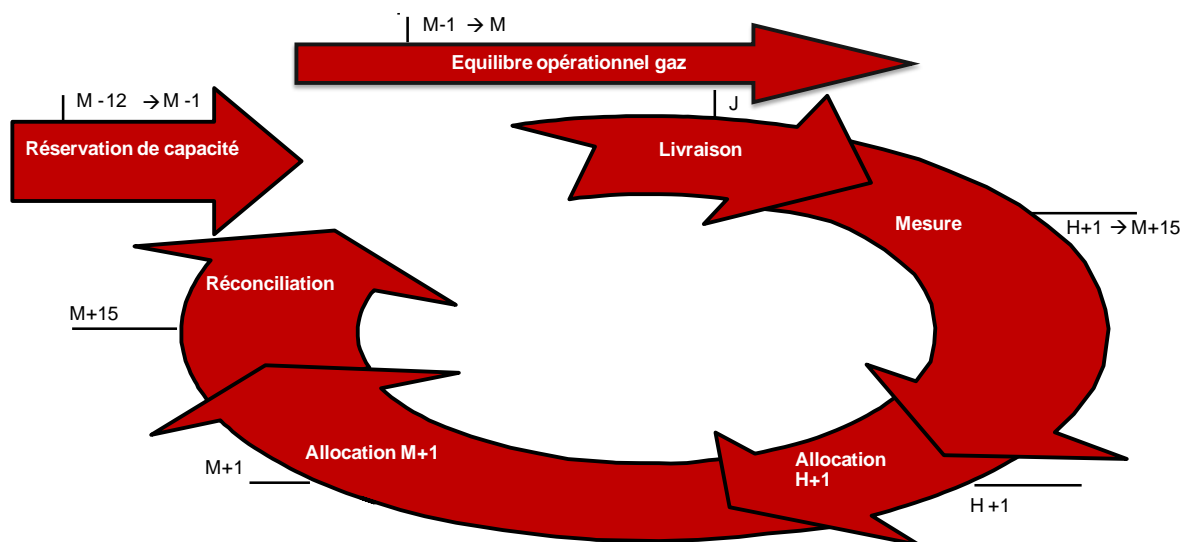 M-1 → M
Equilibre opérationnel gaz
M -12 → M -1
Réservation de capacité
J
Livraison
Mesure
H+1 → M+15
Réconciliation
M+15
Allocation M+1
M+1
Allocation
H+1
H +1